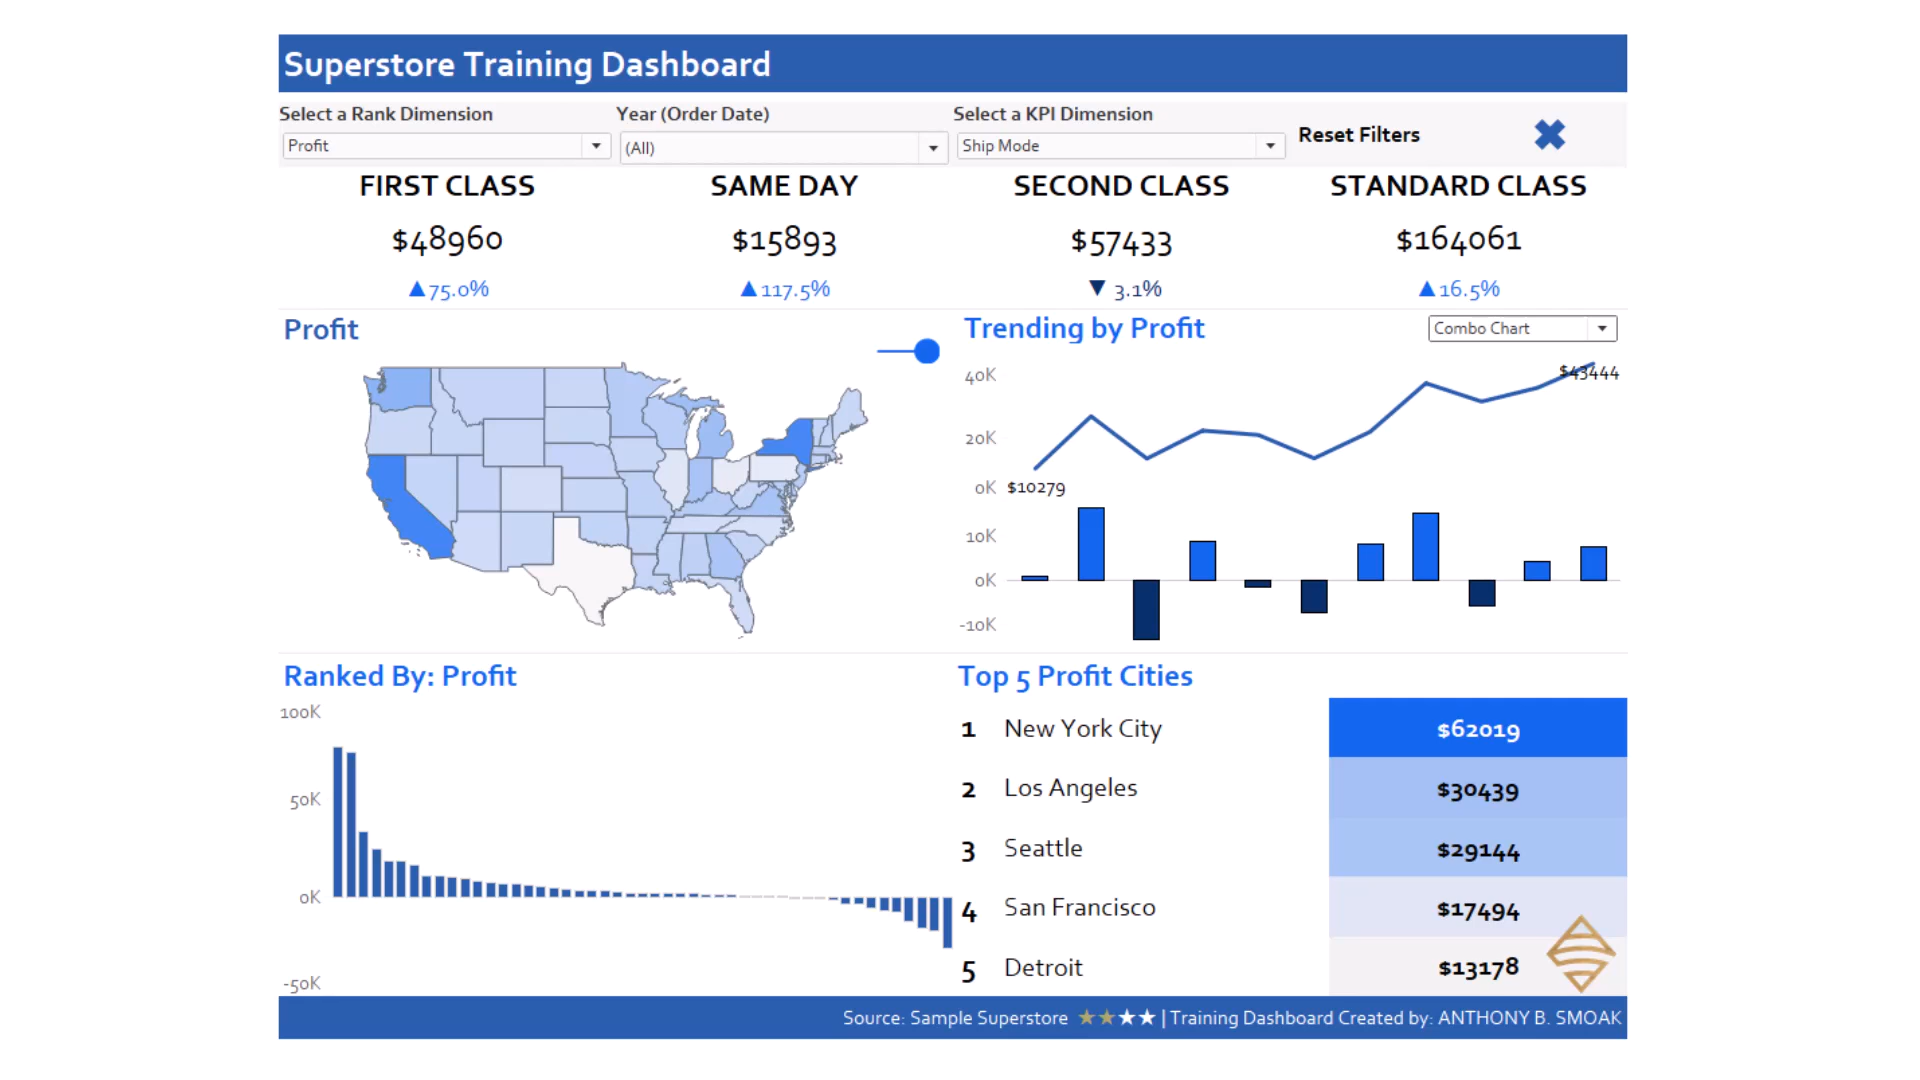 Superstore Training Dashboard
Select a Rank Dimension
Year (Order Date)
Select a KPI Dimension
Reset Filters
Profit
(All)
Ship Mode
FIRST CLASS
SAME DAY
SECOND CLASS
STANDARD CLASS
$48960
$15893
$57433
$164061
▲75.0%
▲117.5%
▼ 3.1%
▲16.5%
Profit
Trending by Profit
Combo Chart
40K
$43444
20K
0K
$10279
10K
0K
-10K
Ranked By: Profit
100K
50K
0K
-50K
Top 5 Profit Cities
1 New York City $62019
2 Los Angeles $30439
3 Seattle $29144
4 San Francisco $17494
5 Detroit $13178
Source: Sample Superstore ★★★★ | Training Dashboard Created by: ANTHONY B. SMOAK